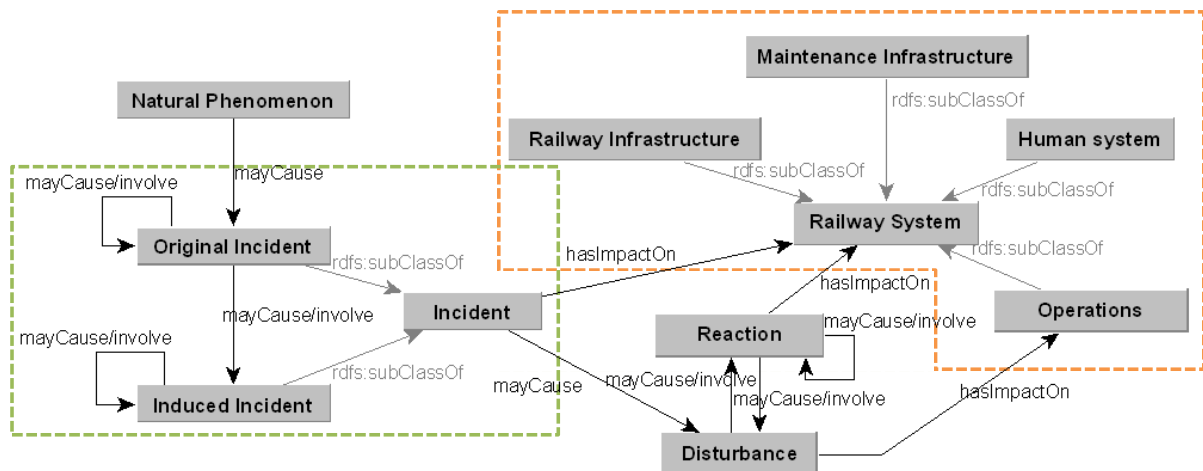 Maintenance Infrastructure
Natural Phenomenon
rdfs:subClassOf
Railway Infrastructure
Human system
mayCause
mayCause/involve
rdfs:subClassOf
rdfs:subClassOf
Railway System
Original Incident
hasImpactOn
rdfs:subClassOf
rdfs:subClassOf
hasImpactOn
Incident
Operations
mayCause/involve
mayCause/involve
Reaction
mayCause/involve
rdfs:subClassOf
mayCause
mayCause/involve
mayCause/involve
hasImpactOn
Induced Incident
Disturbance